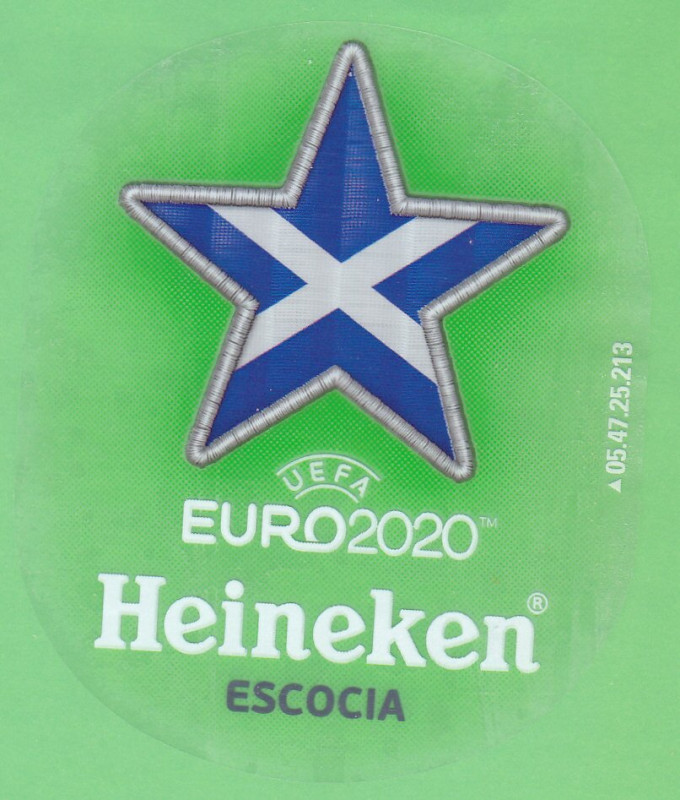 UEFA
EURO2020™
Heineken®
ESCOCIA
▲05.47.25.213